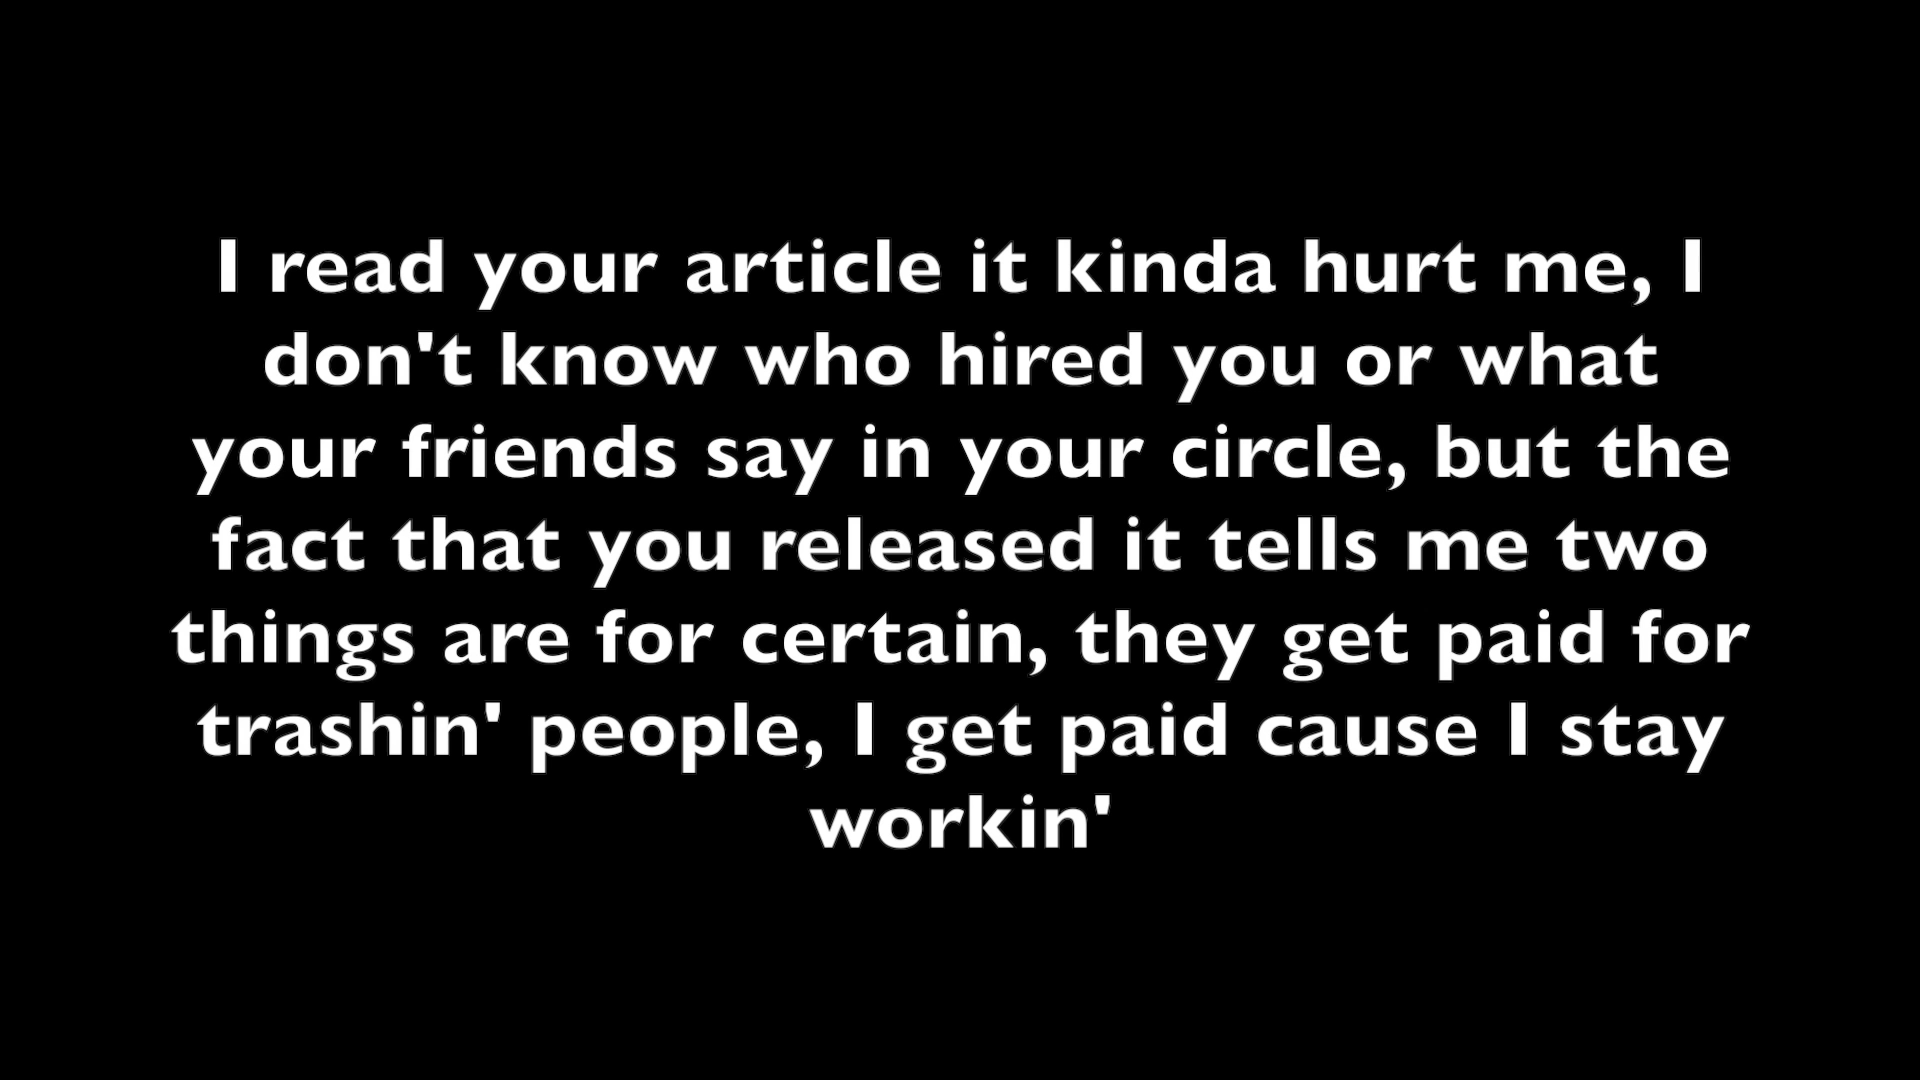 I read your article it kinda hurt me, I
don't know who hired you or what
your friends say in your circle, but the
fact that you released it tells me two
things are for certain, they get paid for
trashin' people, I get paid cause I stay
workin'